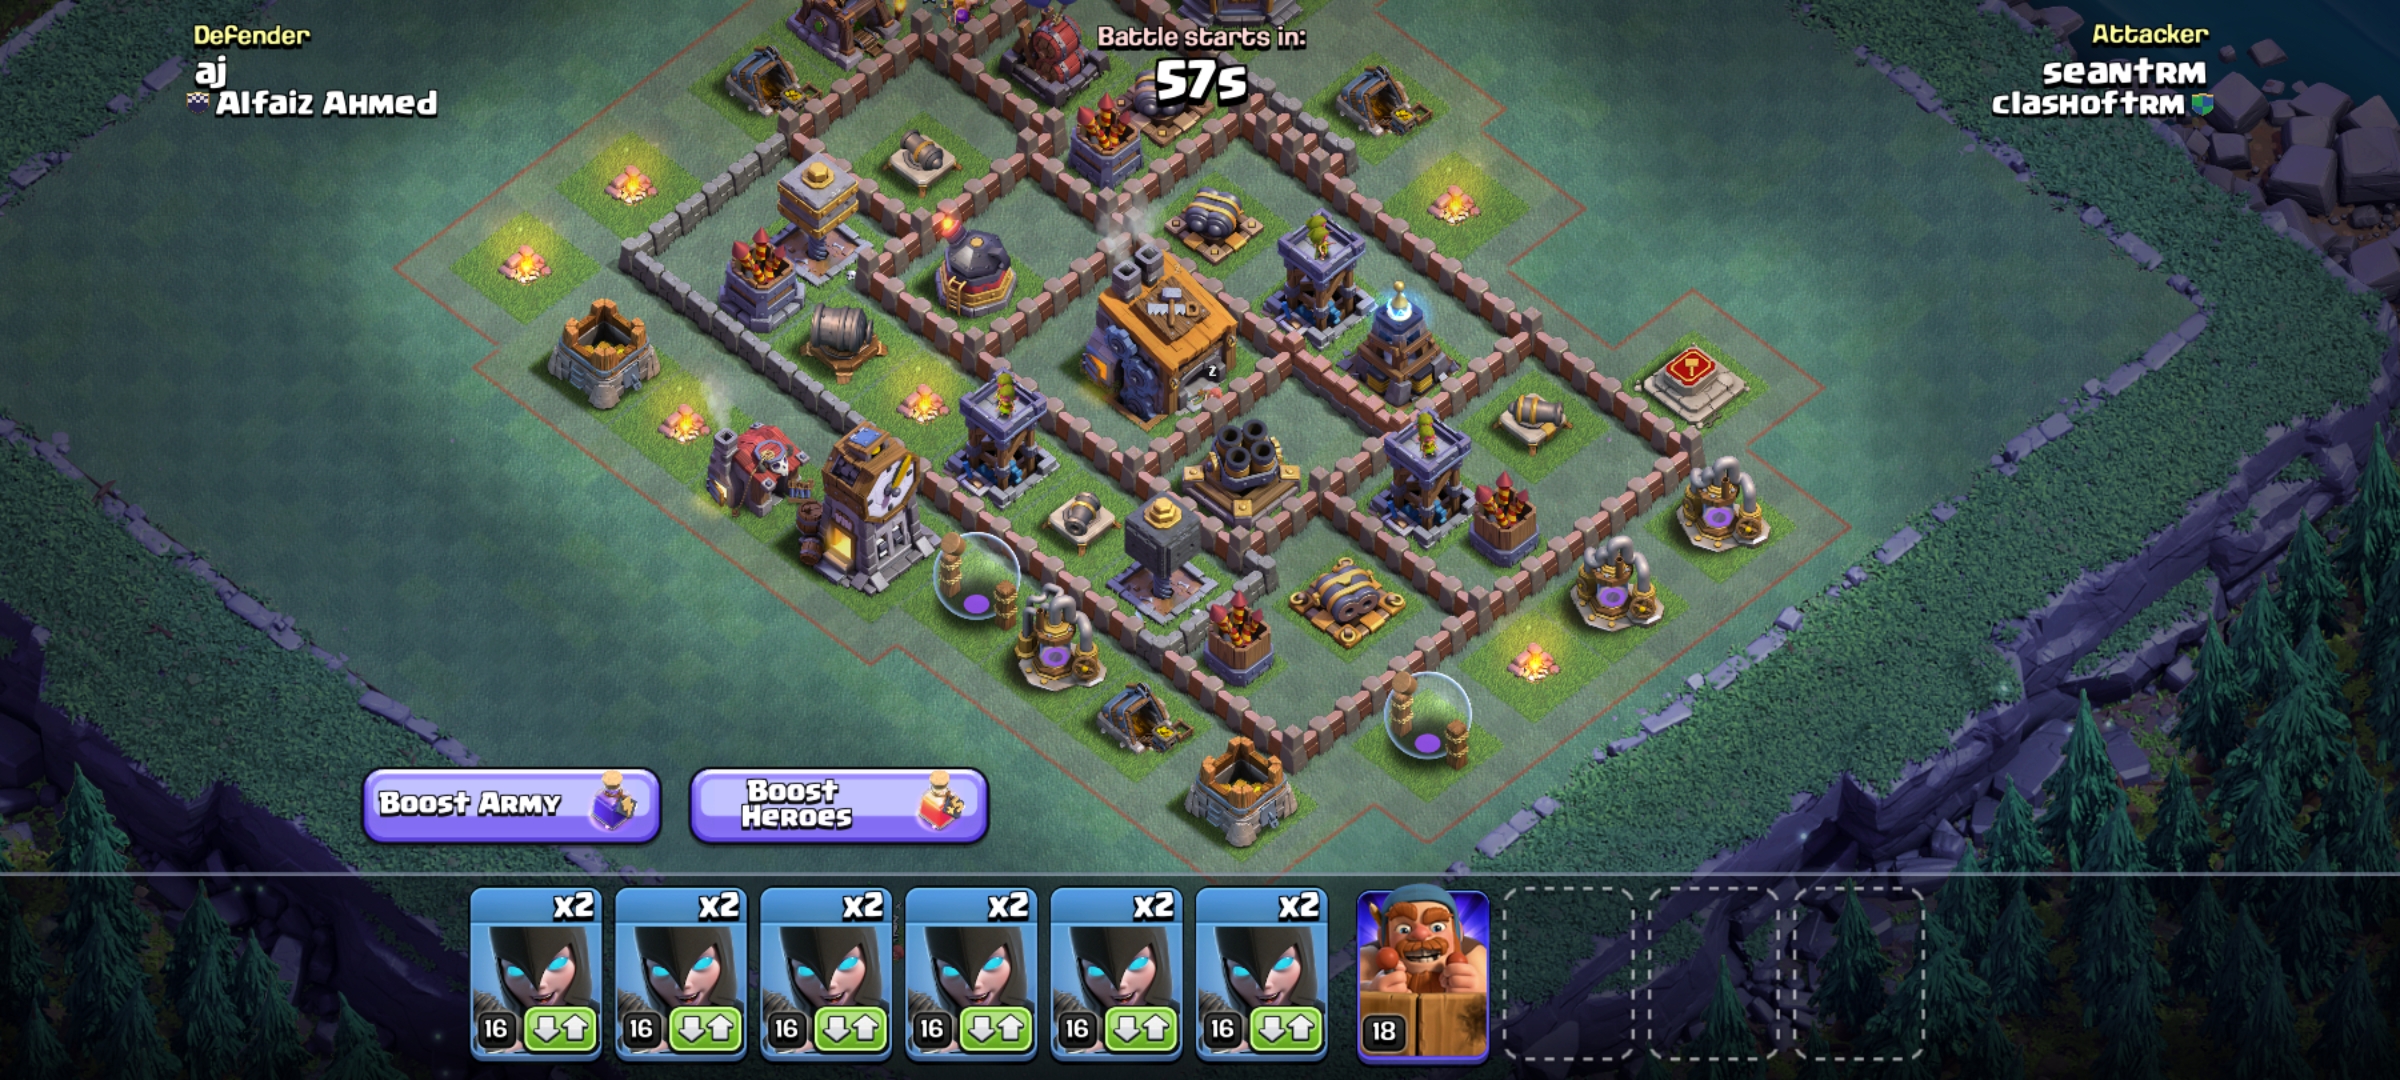 Defender
aj
Alfaiz Ahmed
Battle starts in:
57s
Attacker
seantRM
clashoftRM
z
Boost Army
Boost
Heroes
x2
x2
x2
x2
x2
x2
16
16
16
16
16
16
18